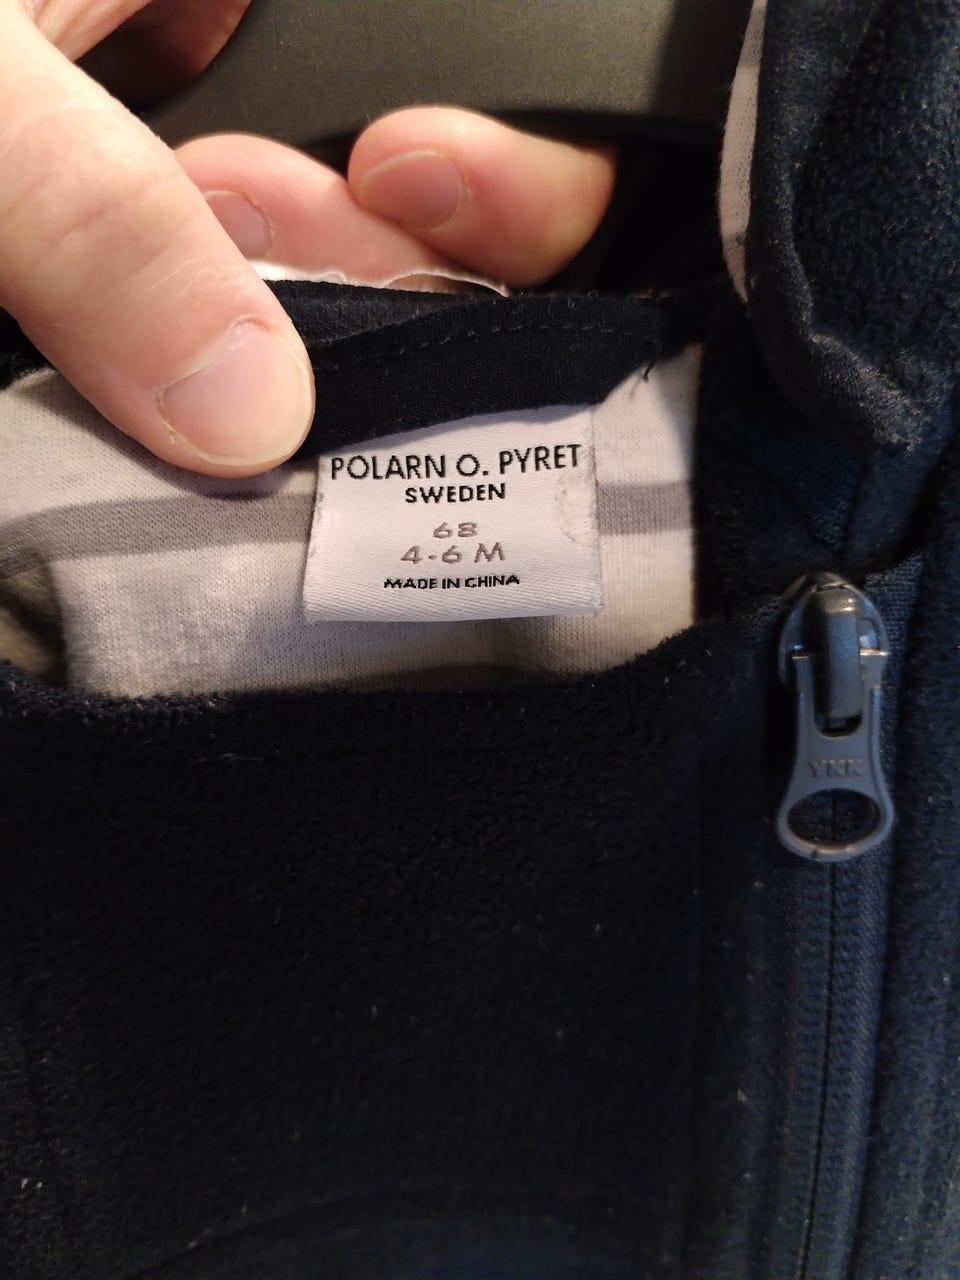 POLARN O. PYRET
SWEDEN
68
4-6 M
MADE IN CHINA
YKK